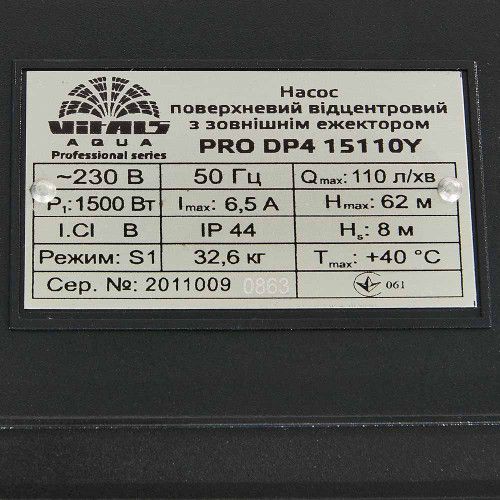 VITALS
AQUA
Professional series
Насос
поверхневий відцентровий
з зовнішнім ежектором
PRO DP4 15110Y
~230 В 50 Гц Qmax: 110 л/хв
P1:1500 Вт Imax: 6,5 А Hmax: 62 м
I.CI B IP 44 Hs: 8 м
Режим: S1 32,6 кг Tmax: +40 °C
Сер. №: 2011009 0863 061